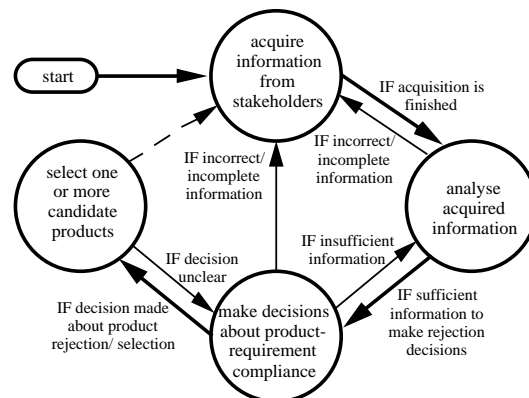 acquire
information
from
stakeholders
start
IF acquisition is
finished
IF incorrect/
incomplete
information
IF incorrect/
incomplete
information
select one
or more
candidate
products
analyse
acquired
information
IF decision
unclear
IF insufficient
information
IF decision made
about product
rejection/ selection
make decisions
about product-
requirement
compliance
IF sufficient
information to
make rejection
decisions